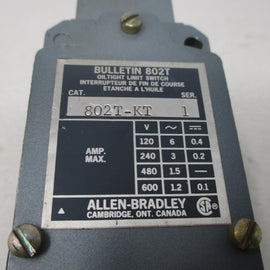 BULLETIN 802T
OILTIGHT LIMIT SWITCH
INTERRUPTEUR DE FIN DE COURSE
ETANCHE A L'HUILE
CAT. SER.
802T-KT 1
AMP. MAX.
V ~ ⎓
120 6 0.4
240 3 0.2
480 1.5 —
600 1.2 0.1
ALLEN-BRADLEY
CAMBRIDGE, ONT. CANADA